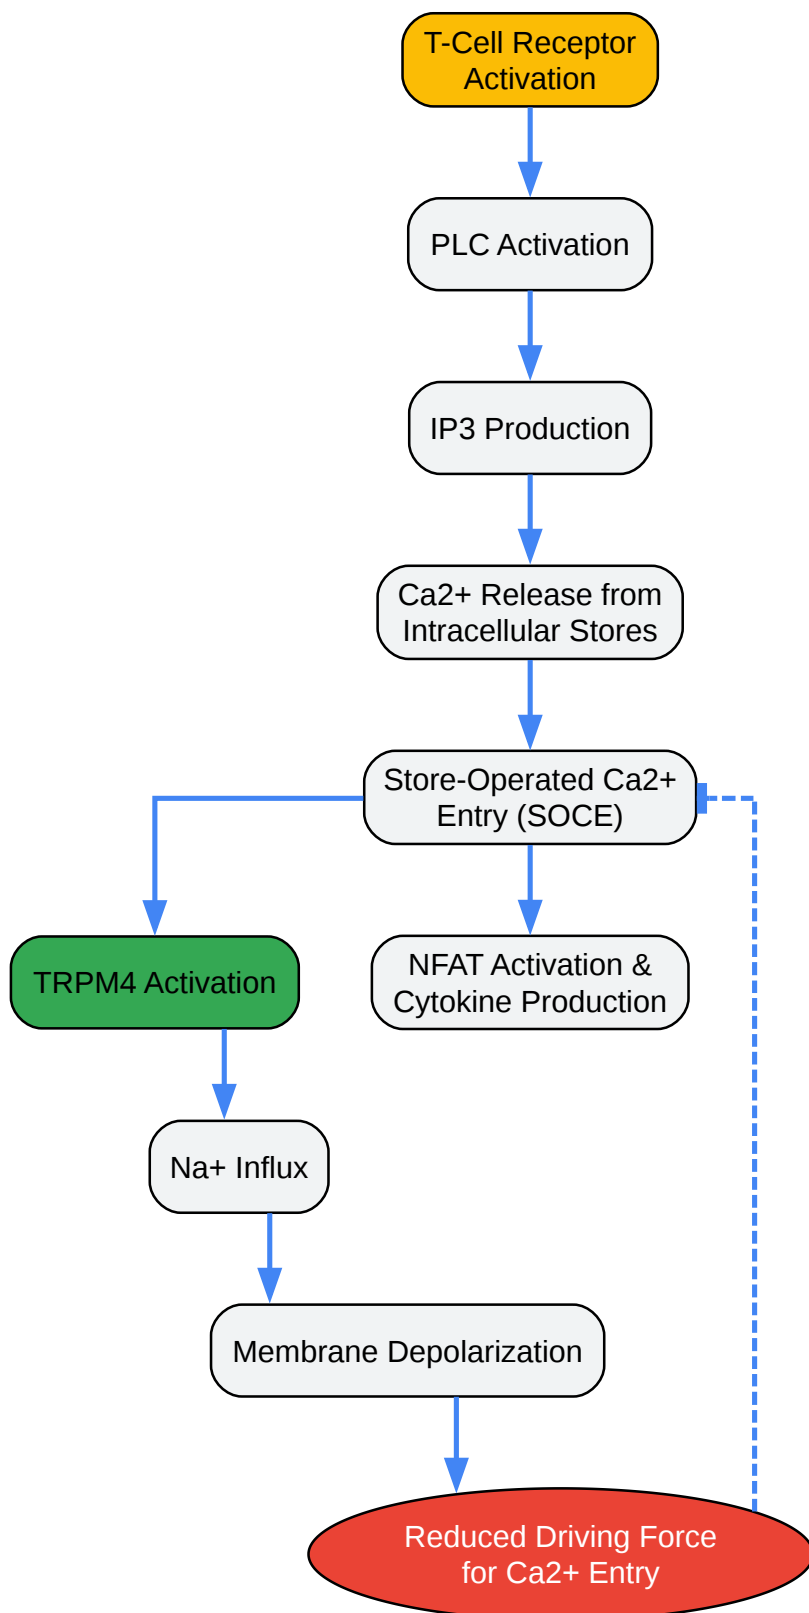 T-Cell Receptor
Activation
PLC Activation
IP3 Production
Ca2+ Release from
Intracellular Stores
Store-Operated Ca2+
Entry (SOCE)
TRPM4 Activation
NFAT Activation &
Cytokine Production
Na+ Influx
Membrane Depolarization
Reduced Driving Force
for Ca2+ Entry